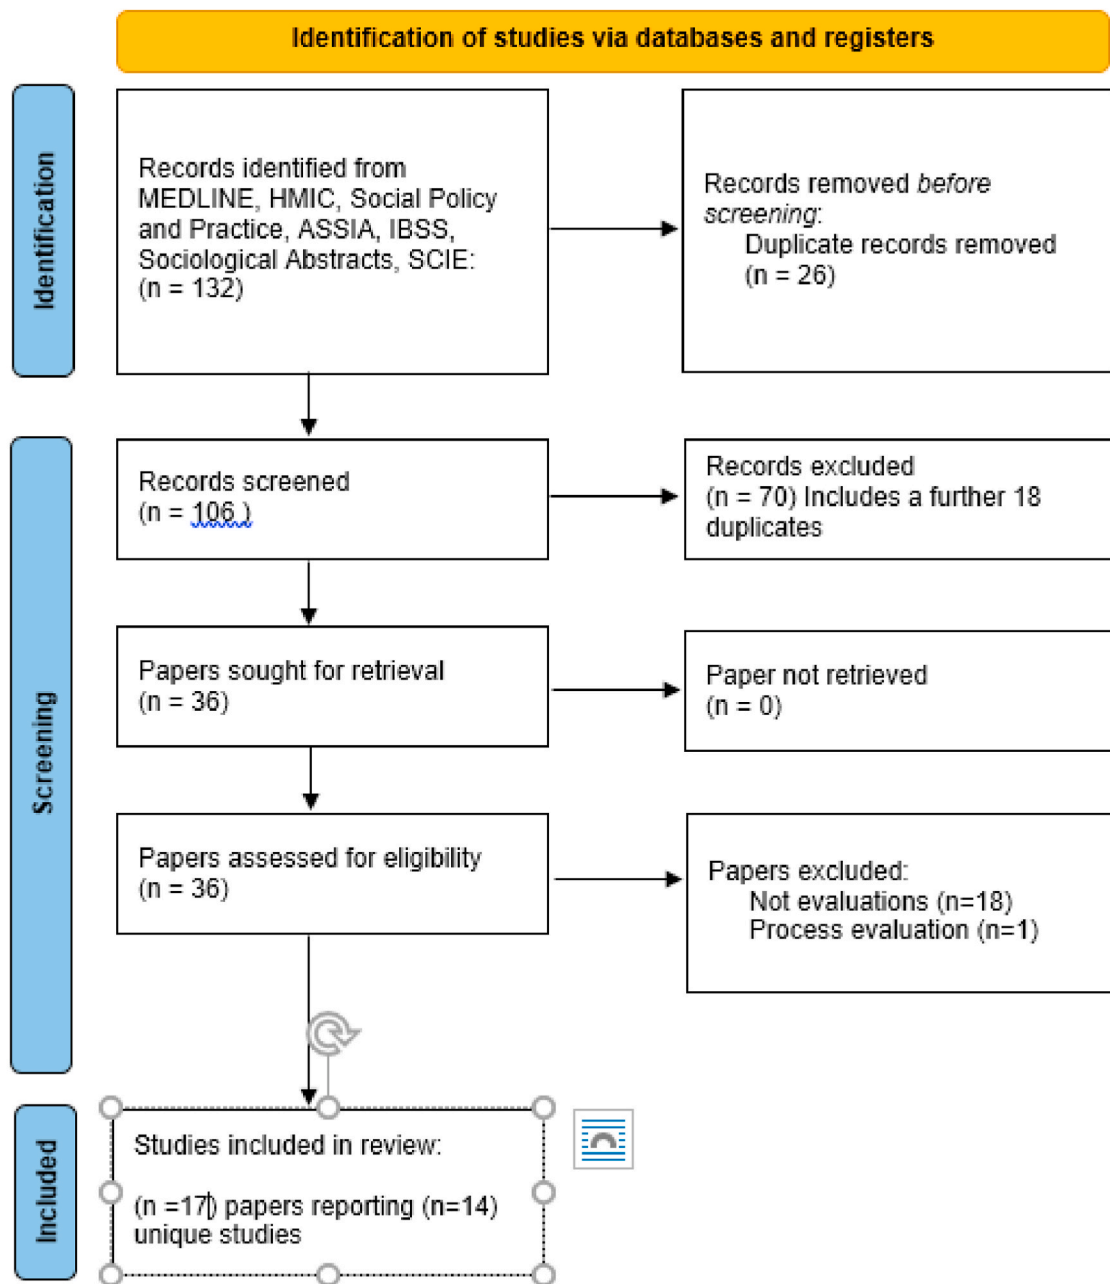 Identification of studies via databases and registers
Identification
Records identified from
MEDLINE, HMIC, Social Policy
and Practice, ASSIA, IBSS,
Sociological Abstracts, SCIE:
(n = 132)
Records removed before
screening:
Duplicate records removed
(n = 26)
Screening
Records screened
(n = 106 )
Records excluded
(n = 70) Includes a further 18
duplicates
Papers sought for retrieval
(n = 36)
Paper not retrieved
(n = 0)
Papers assessed for eligibility
(n = 36)
Papers excluded:
Not evaluations (n=18)
Process evaluation (n=1)
Included
Studies included in review:
(n =17) papers reporting (n=14)
unique studies